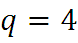 q = 4